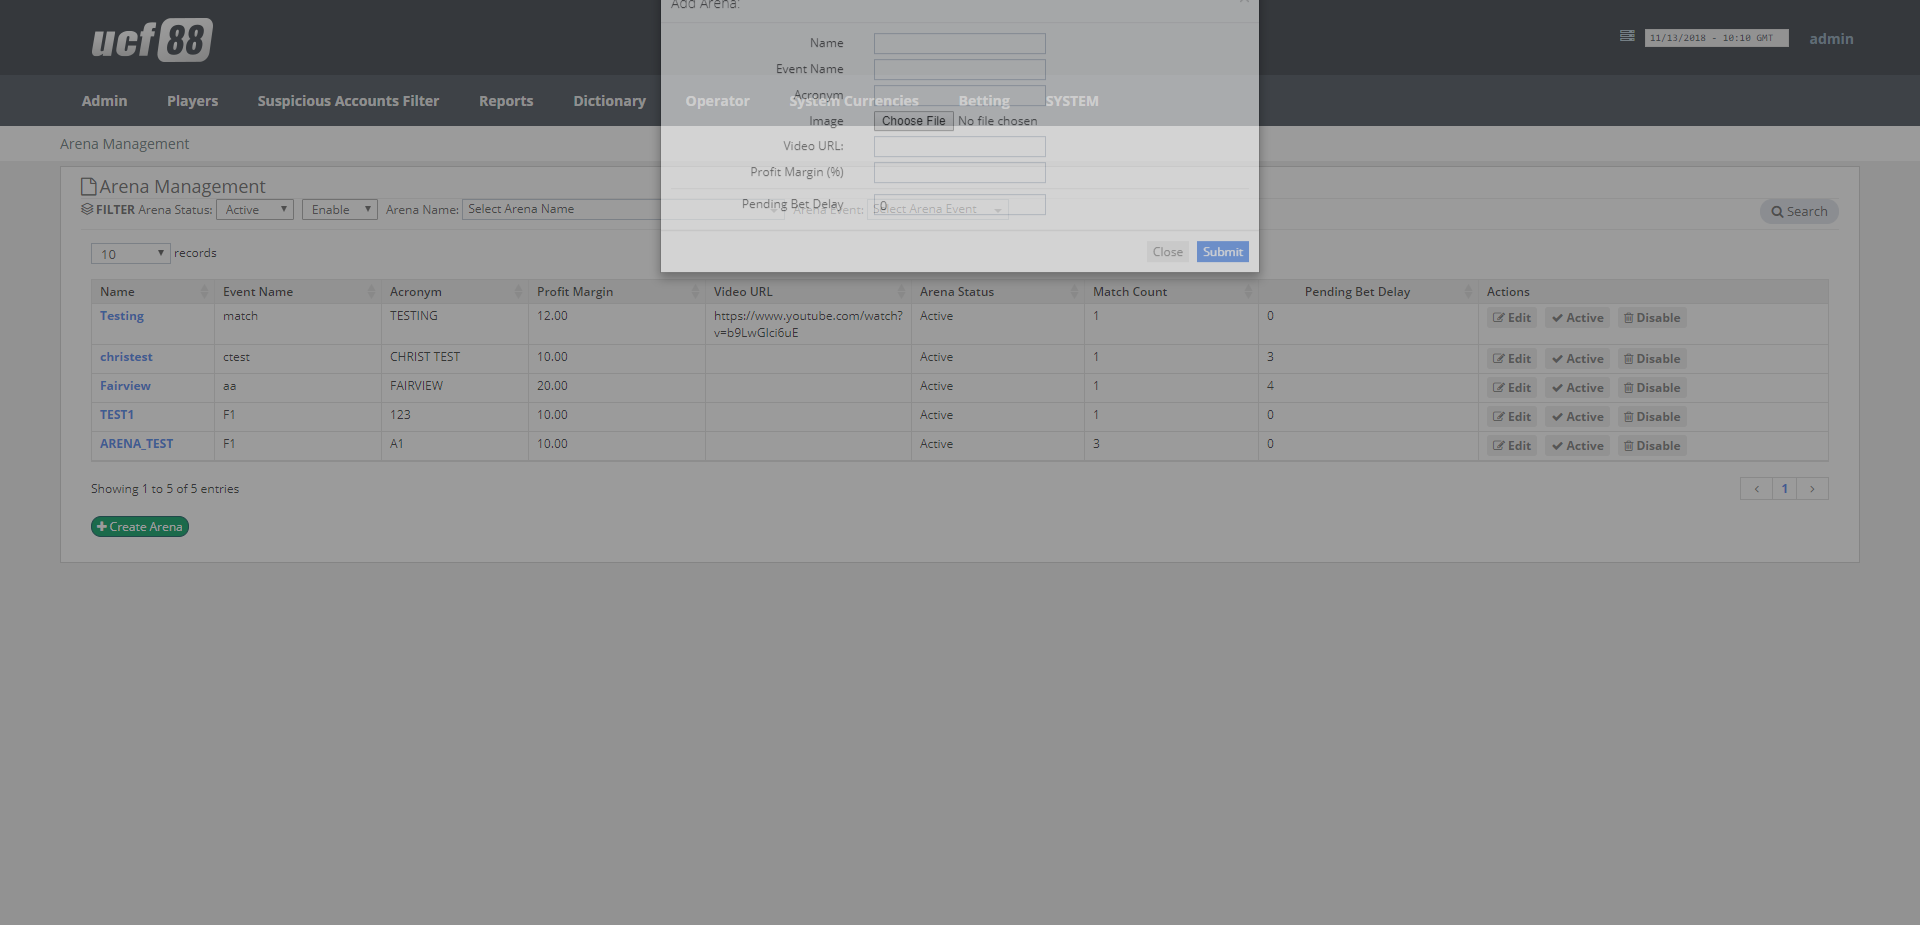 Add Arena:
ucf 88
11/13/2018 - 10:10 GMT
admin
Name
Event Name
Acronym
Image Choose File No file chosen
Video URL:
Profit Margin (%)
Pending Bet Delay 0
Close Submit
Admin Players Suspicious Accounts Filter Reports Dictionary Operator System Currencies Betting SYSTEM
Arena Management
Arena Management
FILTER Arena Status: Active Enable Arena Name: Select Arena Name Arena Event: Select Arena Event Search
10 records
Name Event Name Acronym Profit Margin Video URL Arena Status Match Count Pending Bet Delay Actions
Testing match TESTING 12.00 https://www.youtube.com/watch? Active 1 0 Edit Active Disable
v=b9LwGlci6uE
christest ctest CHRIST TEST 10.00 Active 1 3 Edit Active Disable
Fairview aa FAIRVIEW 20.00 Active 1 4 Edit Active Disable
TEST1 F1 123 10.00 Active 1 0 Edit Active Disable
ARENA_TEST F1 A1 10.00 Active 3 0 Edit Active Disable
Showing 1 to 5 of 5 entries
‹ 1 ›
Create Arena